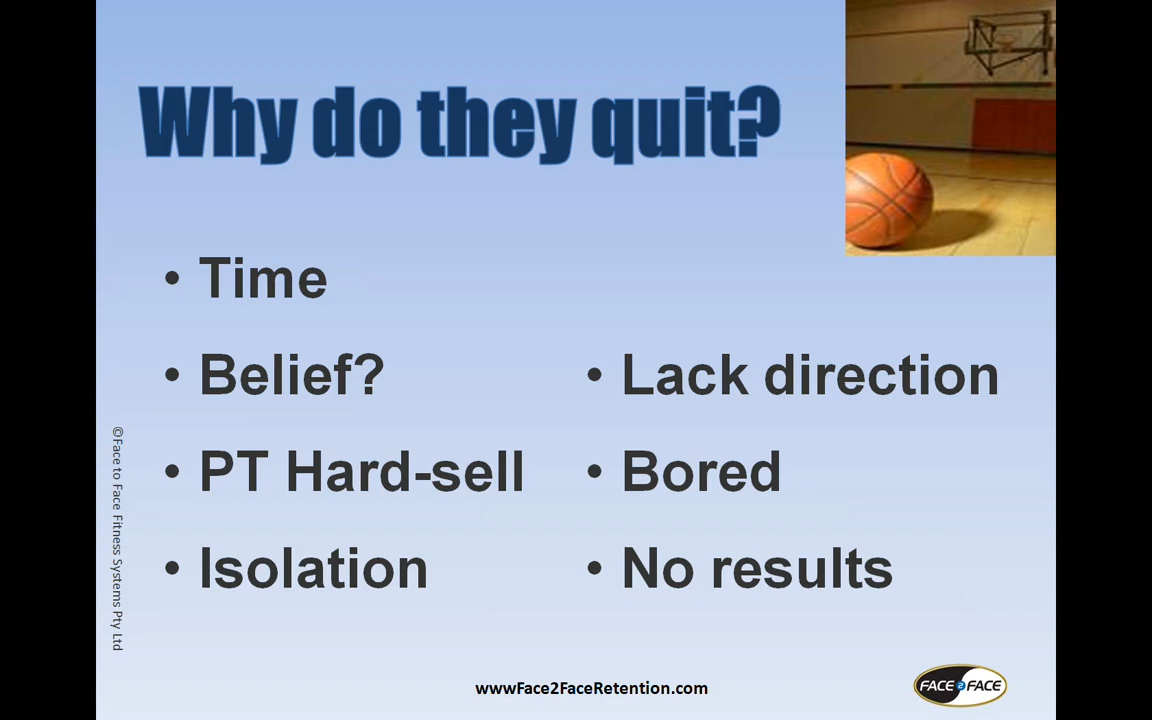 Why do they quit?
• Time
• Belief?
• PT Hard-sell
• Isolation
• Lack direction
• Bored
• No results
©Face to Face Fitness Systems Pty Ltd
wwwFace2FaceRetention.com
FACE 2 FACE